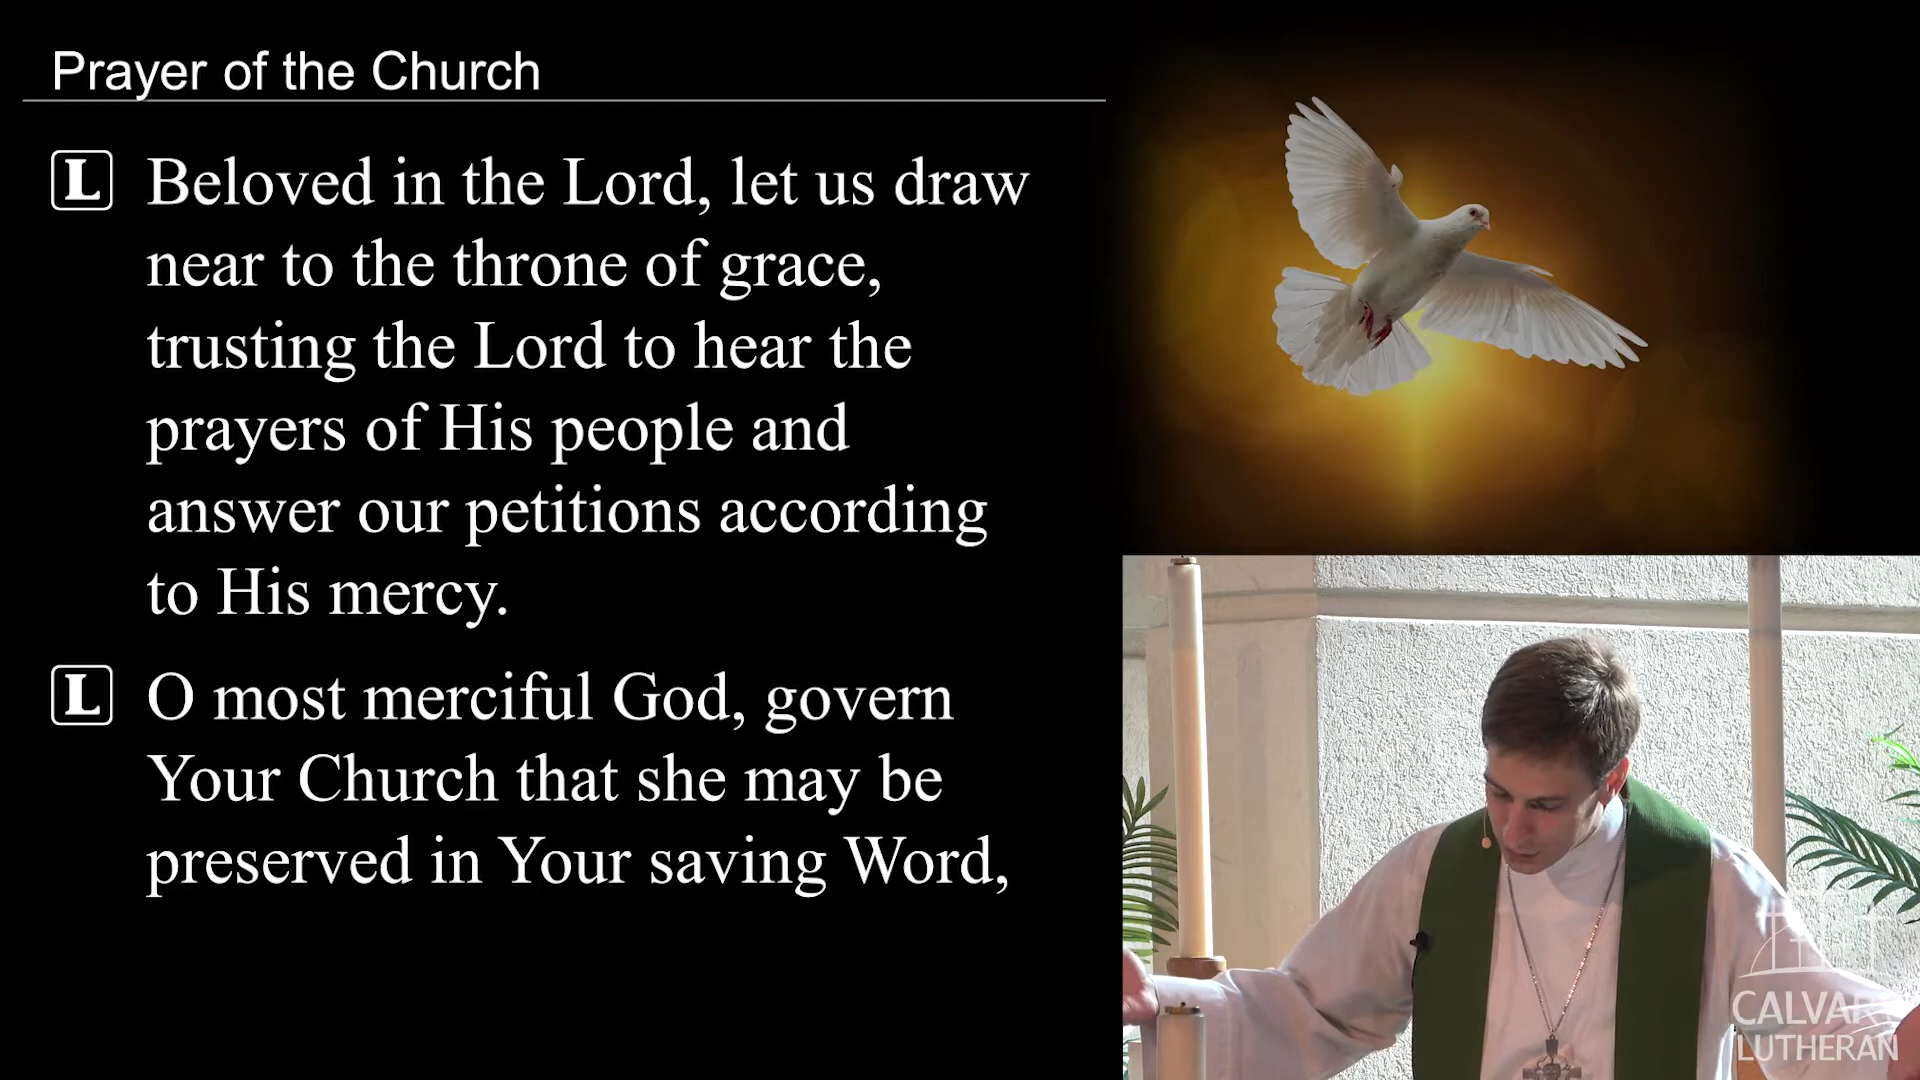 Prayer of the Church
L Beloved in the Lord, let us draw
near to the throne of grace,
trusting the Lord to hear the
prayers of His people and
answer our petitions according
to His mercy.
L O most merciful God, govern
Your Church that she may be
preserved in Your saving Word,
CALVARY
LUTHERAN